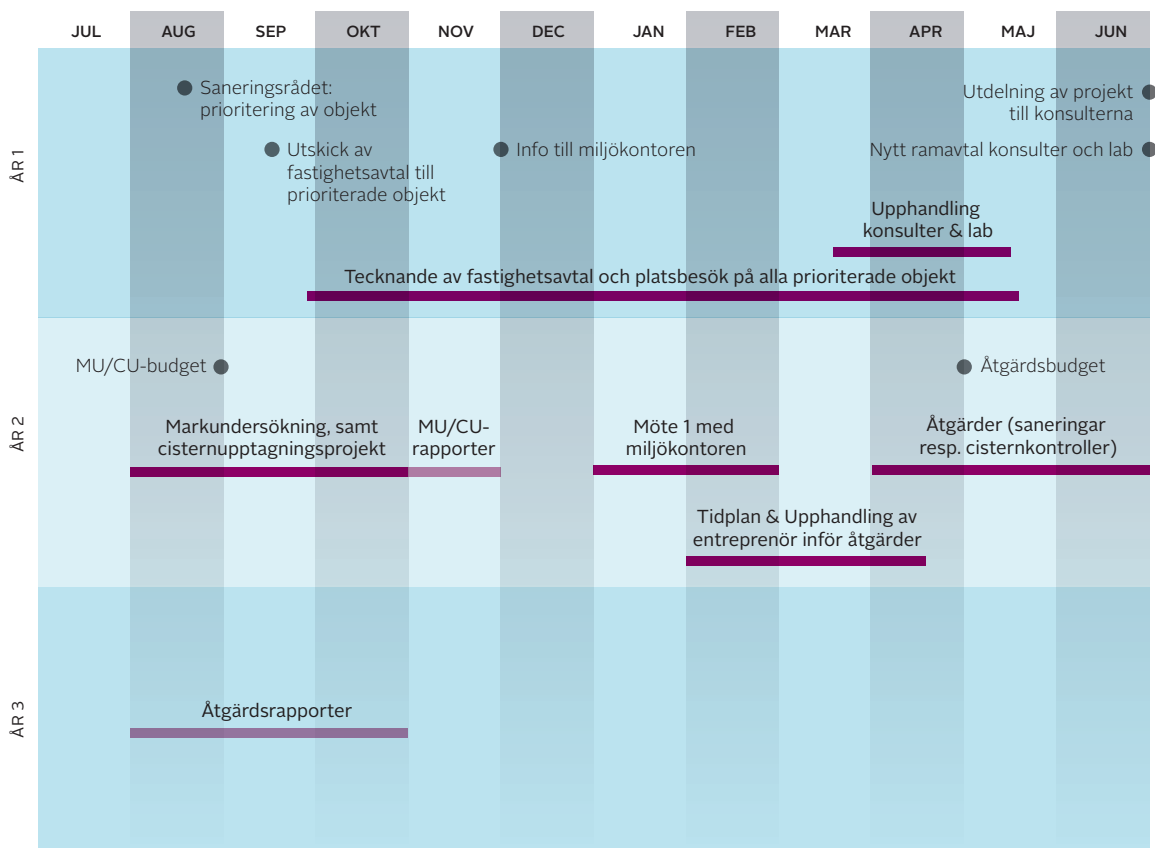 JUL AUG SEP OKT NOV DEC JAN FEB MAR APR MAJ JUN
ÅR 1
Saneringsrådet:
prioritering av objekt
Utskick av
fastighetsavtal till
prioriterade objekt
Info till miljökontoren
Utdelning av projekt
till konsulterna
Nytt ramavtal konsulter och lab
Upphandling
konsulter & lab
Tecknande av fastighetsavtal och platsbesök på alla prioriterade objekt
ÅR 2
MU/CU-budget
Åtgärdsbudget
Markundersökning, samt
cisternupptagningsprojekt
MU/CU-
rapporter
Möte 1 med
miljökontoren
Åtgärder (saneringar
resp. cisternkontroller)
Tidplan & Upphandling av
entreprenör inför åtgärder
ÅR 3
Åtgärdsrapporter